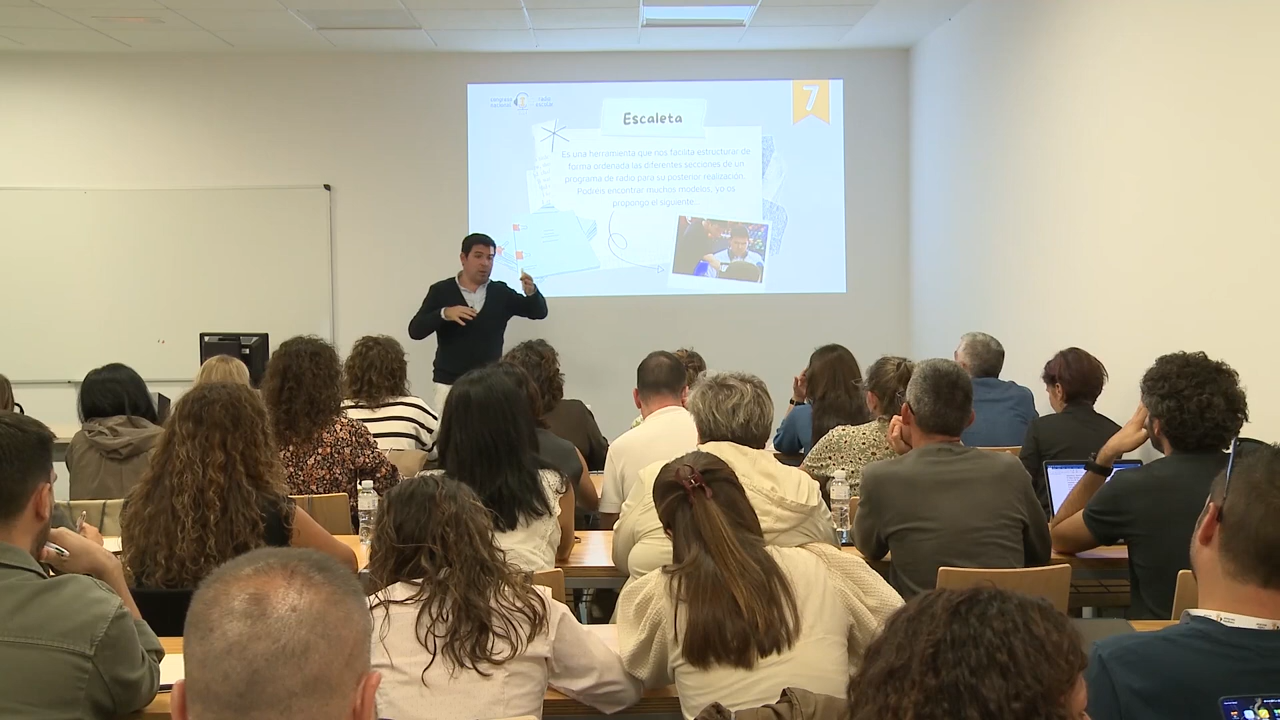 7
Escaleta
Es una herramienta que nos facilita estructurar de
forma ordenada las diferentes secciones de un
programa de radio para su posterior realización.
Podréis encontrar muchos modelos, yo os
propongo el siguiente: